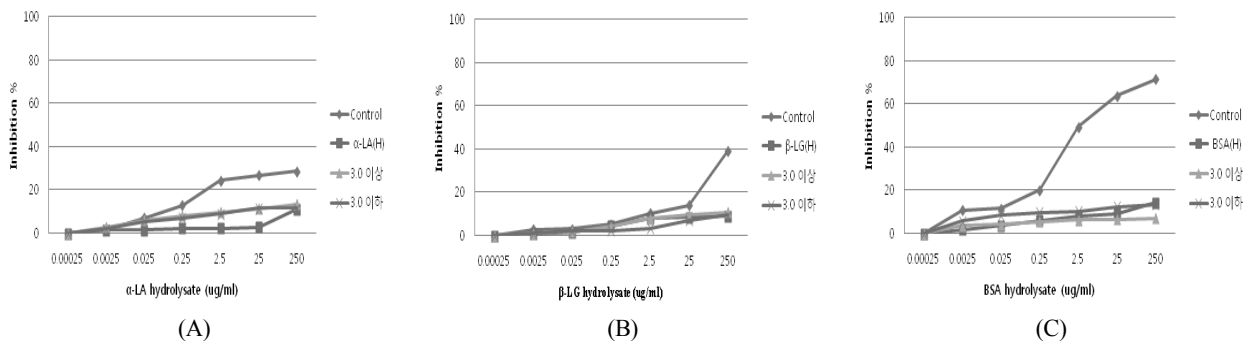 100
80
60
40
20
0
Inhibition %
0.00025 0.0025 0.025 0.25 2.5 25 250
α-LA hydrolysate (ug/ml)
Control
α-LA(H)
3.0 이상
3.0 이하
(A)
100
80
60
40
20
0
Inhibition %
0.00025 0.0025 0.025 0.25 2.5 25 250
β-LG hydrolysate (ug/ml)
Control
β-LG(H)
3.0 이상
3.0 이하
(B)
100
80
60
40
20
0
Inhibition %
0.00025 0.0025 0.025 0.25 2.5 25 250
BSA hydrolysate (ug/ml)
Control
BSA(H)
3.0 이상
3.0 이하
(C)